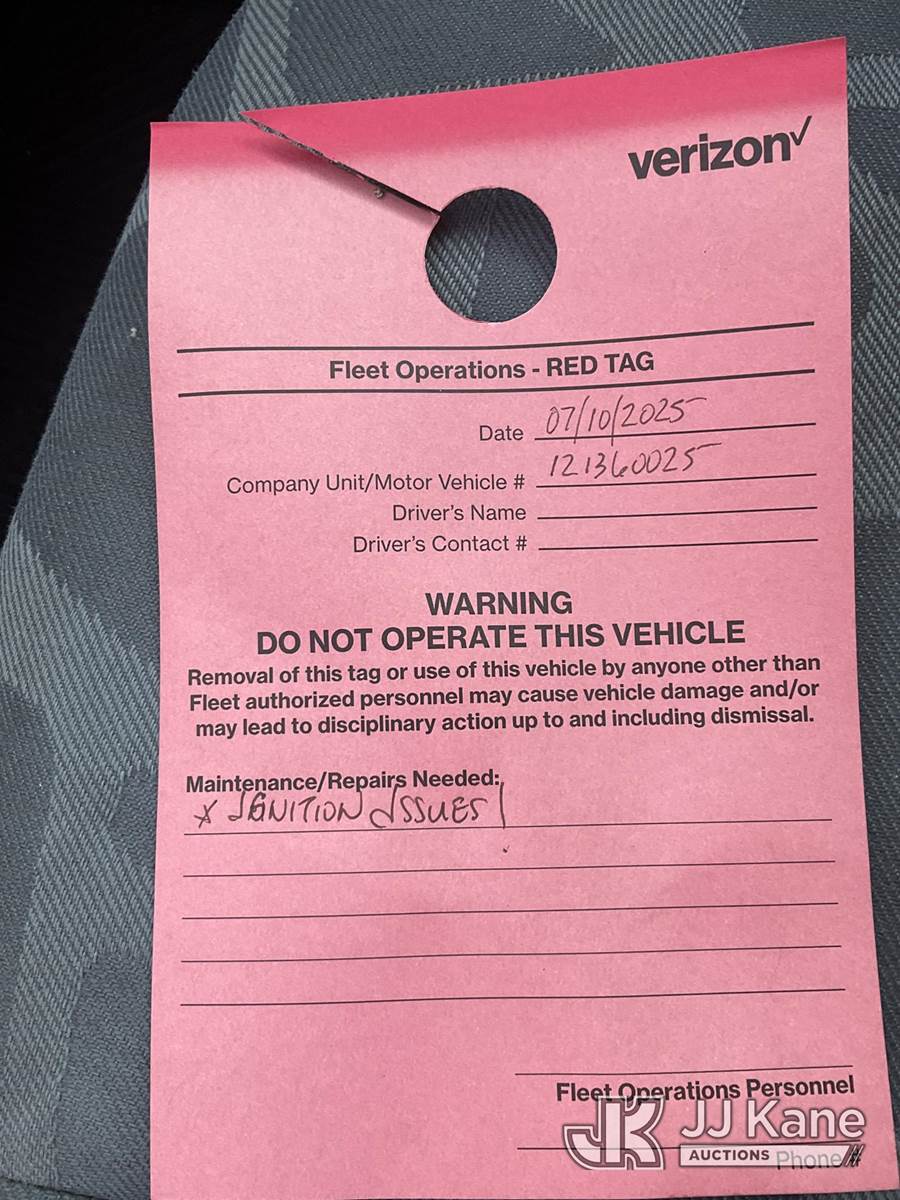 verizon✓
Fleet Operations - RED TAG
Date 07/10/2025
Company Unit/Motor Vehicle # 121360025
Driver's Name
Driver's Contact #
WARNING
DO NOT OPERATE THIS VEHICLE
Removal of this tag or use of this vehicle by anyone other than
Fleet authorized personnel may cause vehicle damage and/or
may lead to disciplinary action up to and including dismissal.
Maintenance/Repairs Needed:
* IGNITION ISSUES
Fleet Operations Personnel
JK JJ Kane
AUCTIONS
Phone #